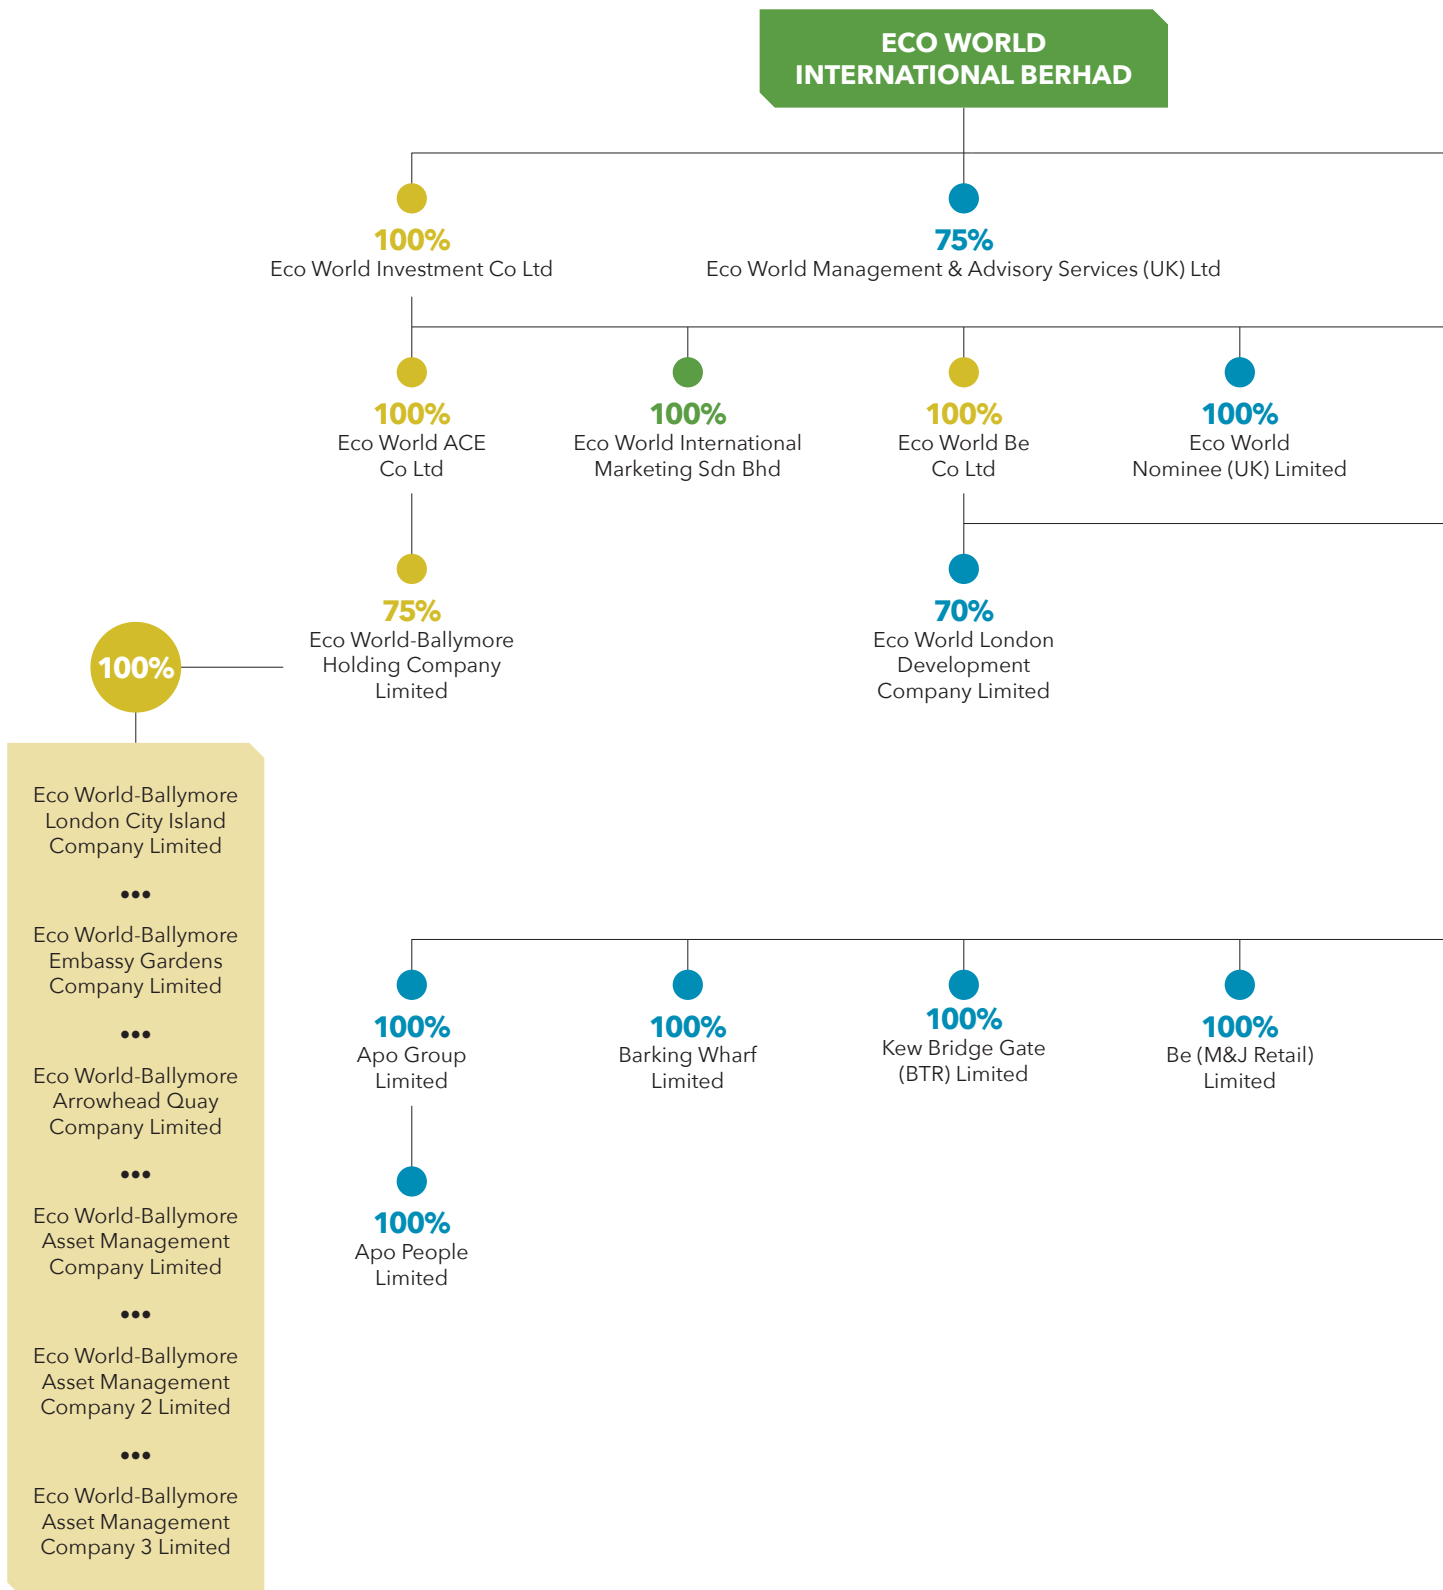 ECO WORLD
INTERNATIONAL BERHAD
100%
Eco World Investment Co Ltd
75%
Eco World Management & Advisory Services (UK) Ltd
100%
Eco World ACE
Co Ltd
100%
Eco World International
Marketing Sdn Bhd
100%
Eco World Be
Co Ltd
100%
Eco World
Nominee (UK) Limited
75%
Eco World-Ballymore
Holding Company
Limited
70%
Eco World London
Development
Company Limited
100%
Eco World-Ballymore
London City Island
Company Limited
•••
Eco World-Ballymore
Embassy Gardens
Company Limited
•••
Eco World-Ballymore
Arrowhead Quay
Company Limited
•••
Eco World-Ballymore
Asset Management
Company Limited
•••
Eco World-Ballymore
Asset Management
Company 2 Limited
•••
Eco World-Ballymore
Asset Management
Company 3 Limited
100%
Apo Group
Limited
100%
Barking Wharf
Limited
100%
Kew Bridge Gate
(BTR) Limited
100%
Be (M&J Retail)
Limited
100%
Apo People
Limited